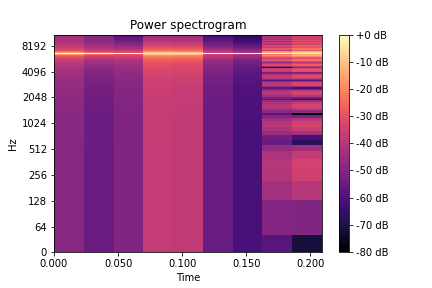 Power spectrogram
8192
4096
2048
1024
512
256
128
64
0
Hz
0.000 0.050 0.100 0.150 0.200
Time
+0 dB
-10 dB
-20 dB
-30 dB
-40 dB
-50 dB
-60 dB
-70 dB
-80 dB